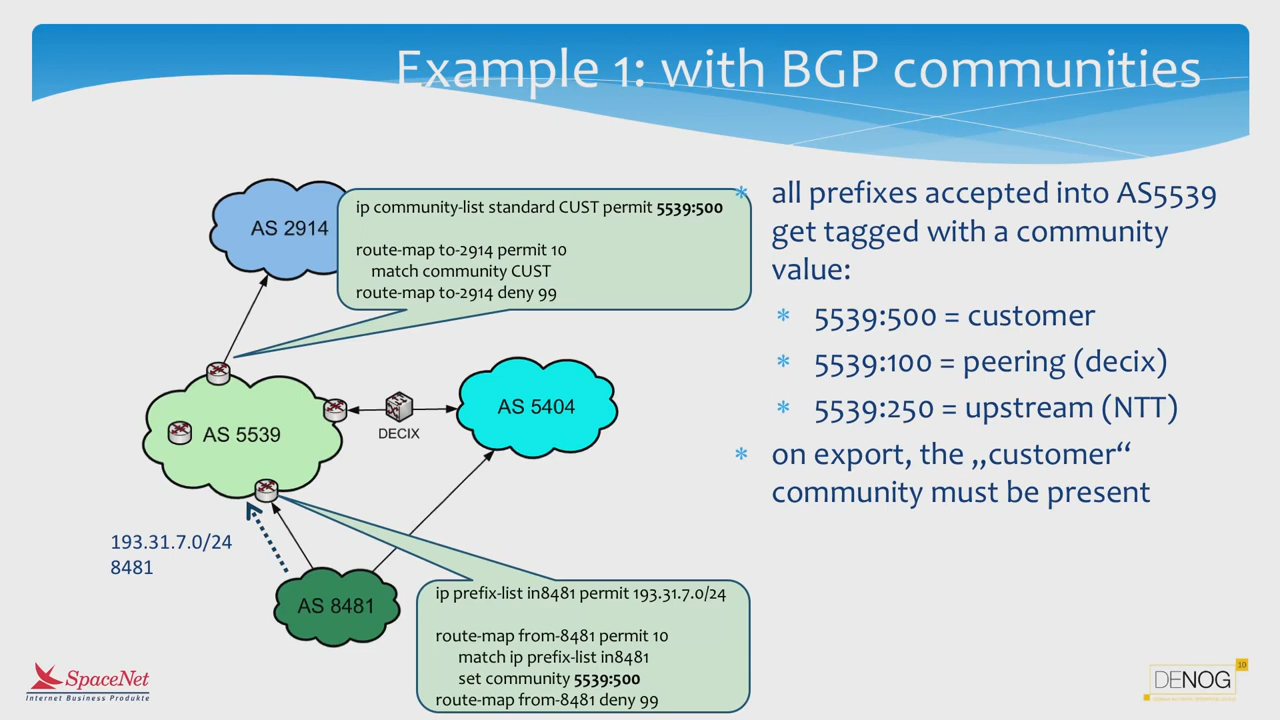 Example 1: with BGP communities
AS 2914
ip community-list standard CUST permit 5539:500
route-map to-2914 permit 10
match community CUST
route-map to-2914 deny 99
AS 5539
DECIX
AS 5404
193.31.7.0/24
8481
AS 8481
ip prefix-list in8481 permit 193.31.7.0/24
route-map from-8481 permit 10
match ip prefix-list in8481
set community 5539:500
route-map from-8481 deny 99
* all prefixes accepted into AS5539
get tagged with a community
value:
* 5539:500 = customer
* 5539:100 = peering (decix)
* 5539:250 = upstream (NTT)
* on export, the „customer“
community must be present
SpaceNet
Internet Business Produkte
DENOG
10